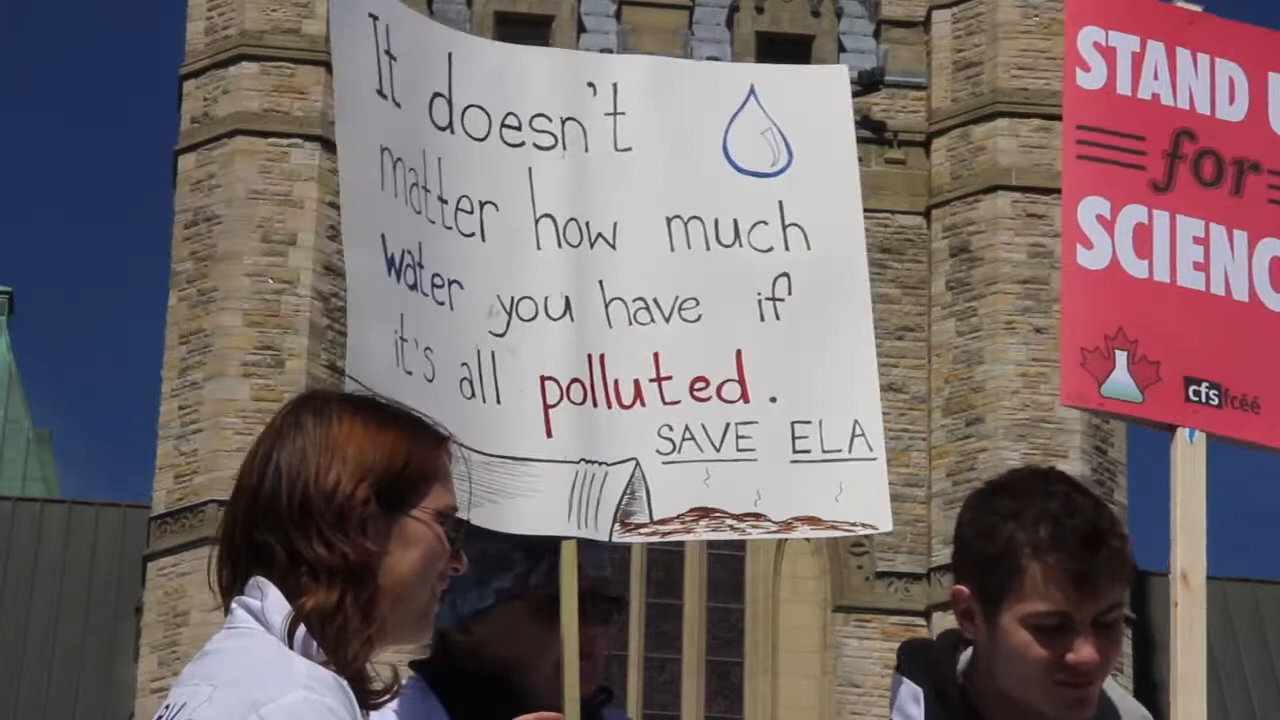 It doesn't
matter how much
water you have if
it's all polluted.
SAVE ELA
STAND
for
SCIENC
cfs fcéé